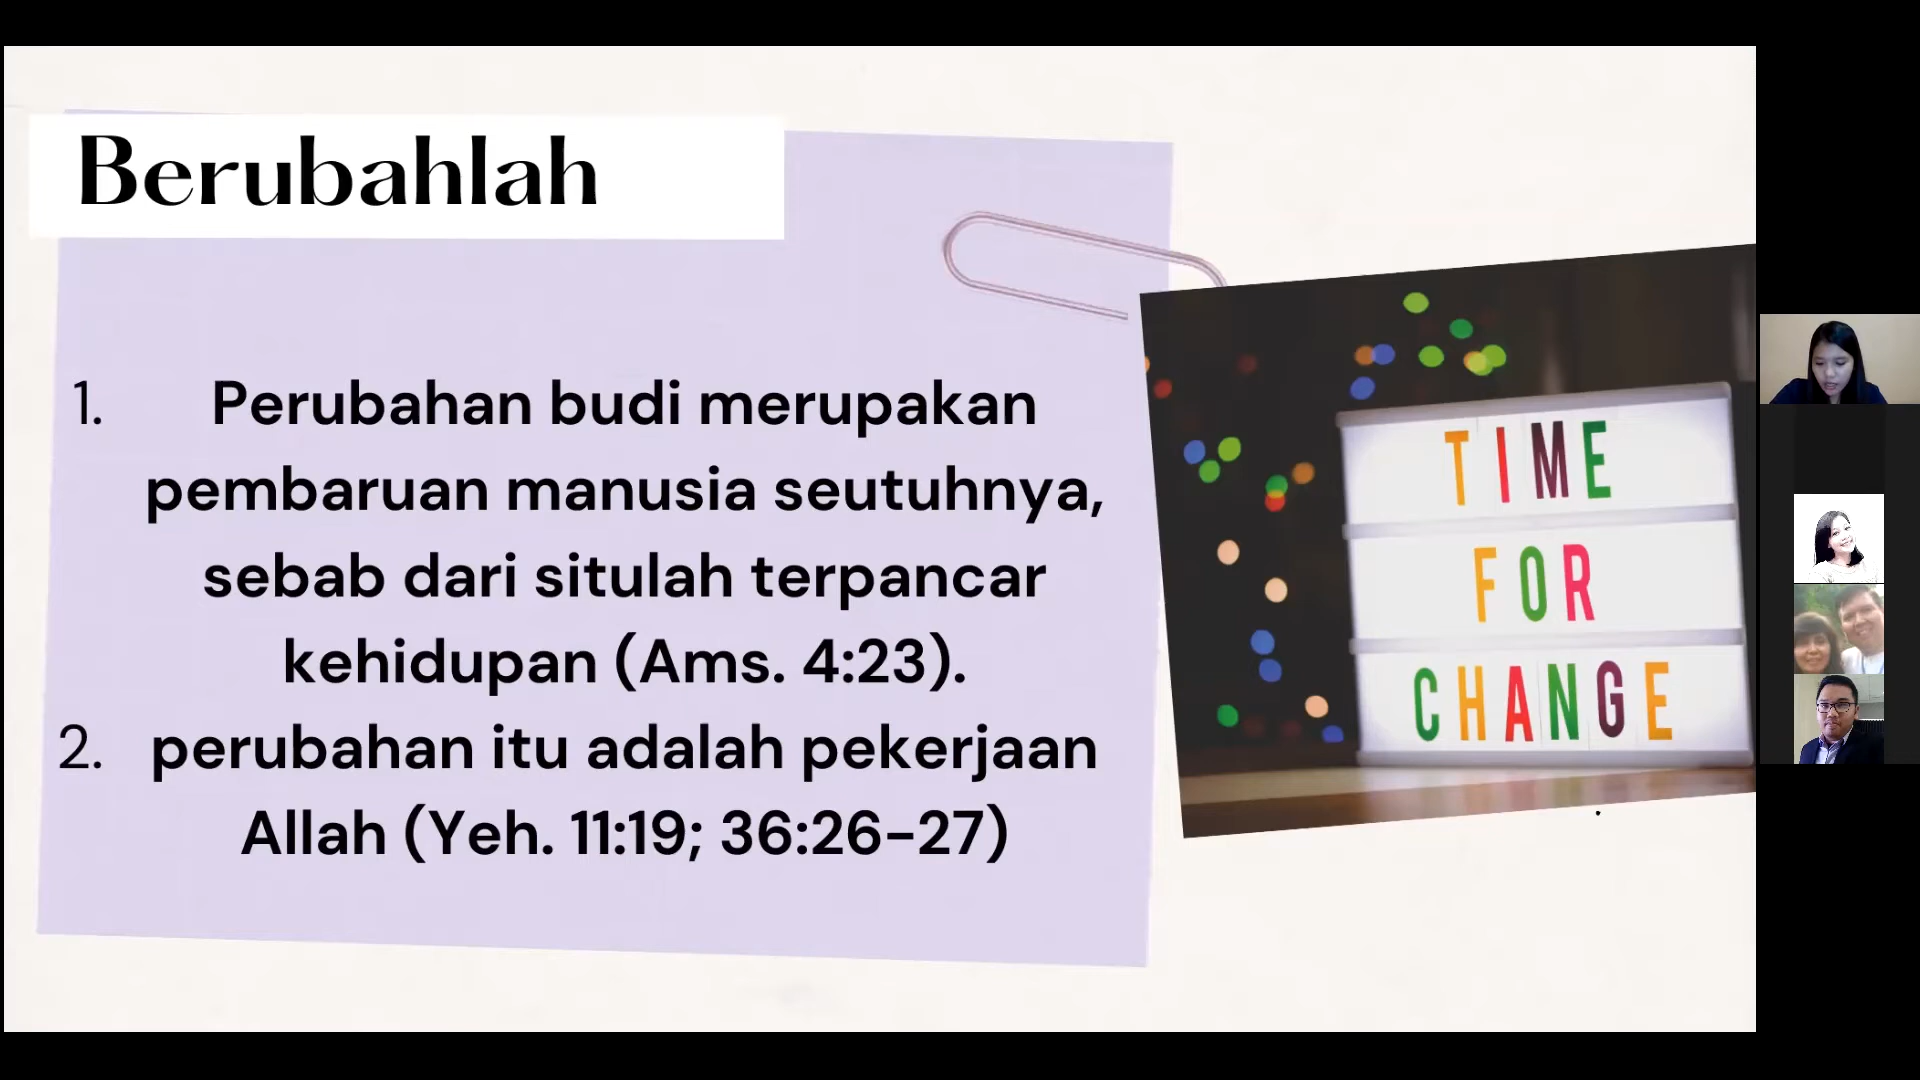 Berubahlah
1. Perubahan budi merupakan
pembaruan manusia seutuhnya,
sebab dari situlah terpancar
kehidupan (Ams. 4:23).
2. perubahan itu adalah pekerjaan
Allah (Yeh. 11:19; 36:26-27)
TIME
FOR
CHANGE